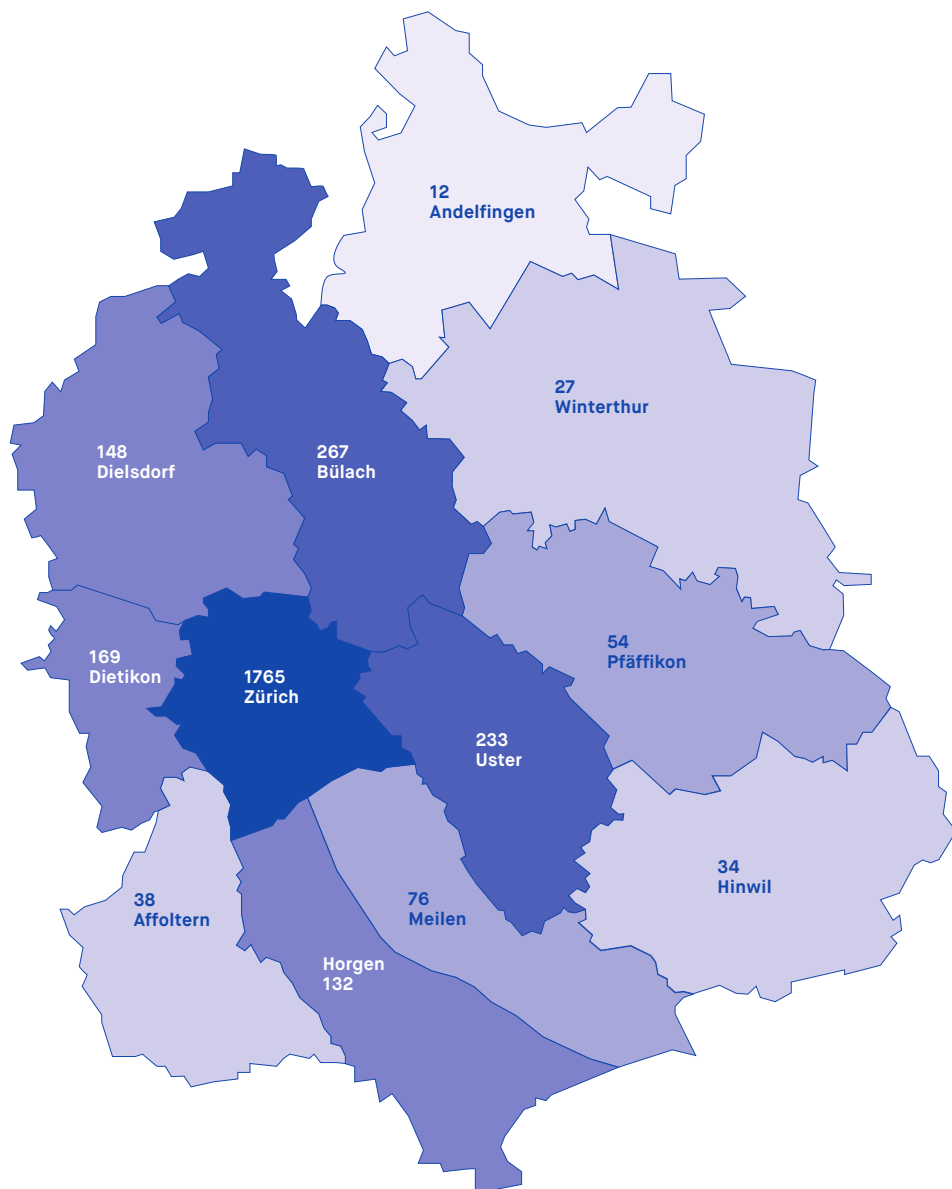 12
Andelfingen
27
Winterthur
148
Dielsdorf
267
Bülach
54
Pfäffikon
169
Dietikon
1765
Zürich
233
Uster
34
Hinwil
38
Affoltern
76
Meilen
Horgen
132